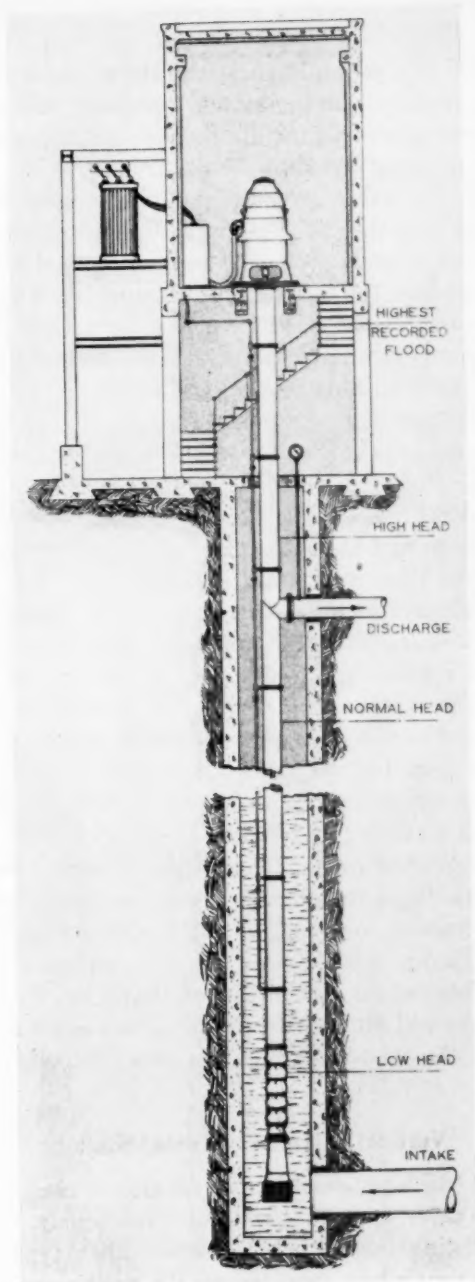 HIGHEST
RECORDED
FLOOD
HIGH HEAD
DISCHARGE
NORMAL HEAD
LOW HEAD
INTAKE